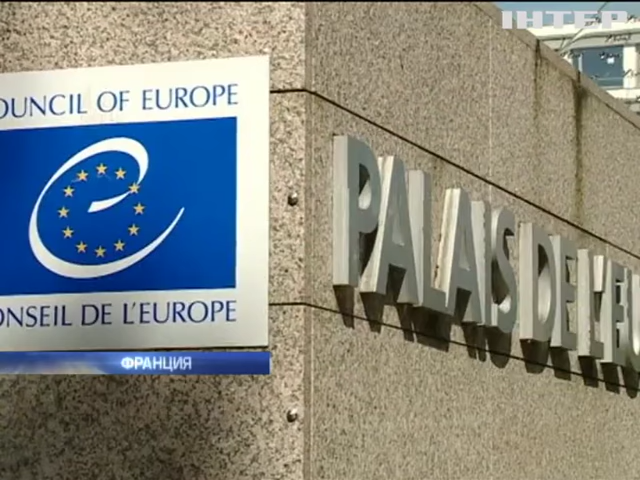 ІНТЕР
OUNCIL OF EUROPE
ONSEIL DE L'EUROPE
ФРАНЦИЯ
PALAIS DE L'EU